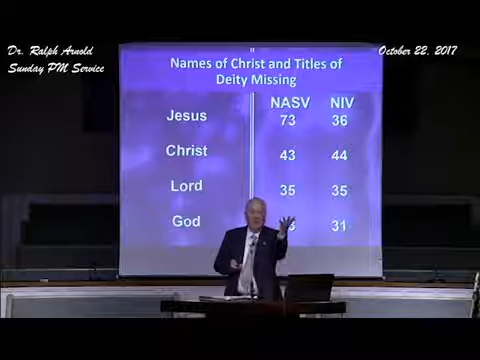 Dr. Ralph Arnold
Sunday PM Service
October 22, 2017
Names of Christ and Titles of
Deity Missing
NASV NIV
Jesus 73 36
Christ 43 44
Lord 35 35
God 31